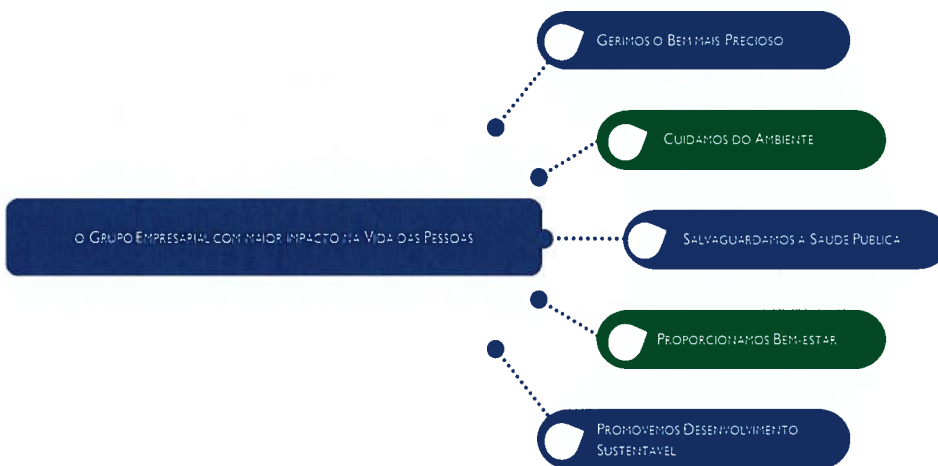 GERIMOS O BEM MAIS PRECIOSO
CUIDAMOS DO AMBIENTE
O GRUPO EMPRESARIAL COM MAIOR IMPACTO NA VIDA DAS PESSOAS
SALVAGUARDAMOS A SAUDE PUBLICA
PROPORCIONAMOS BEM-ESTAR
PROMOVEMOS DESENVOLVIMENTO
SUSTENTAVEL